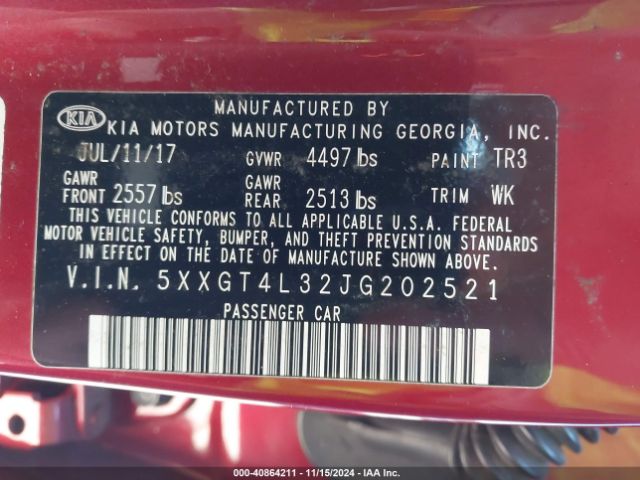 MANUFACTURED BY
KIA KIA MOTORS MANUFACTURING GEORGIA, INC.
JUL/11/17 GVWR 4497 lbs PAINT TR3
GAWR FRONT 2557 lbs GAWR REAR 2513 lbs TRIM WK
THIS VEHICLE CONFORMS TO ALL APPLICABLE U.S.A. FEDERAL
MOTOR VEHICLE SAFETY, BUMPER, AND THEFT PREVENTION STANDARDS
IN EFFECT ON THE DATE OF MANUFACTURE SHOWN ABOVE.
V.I.N. 5XXGT4L32JG202521
PASSENGER CAR
000-40864211 - 11/15/2024 - IAA Inc.